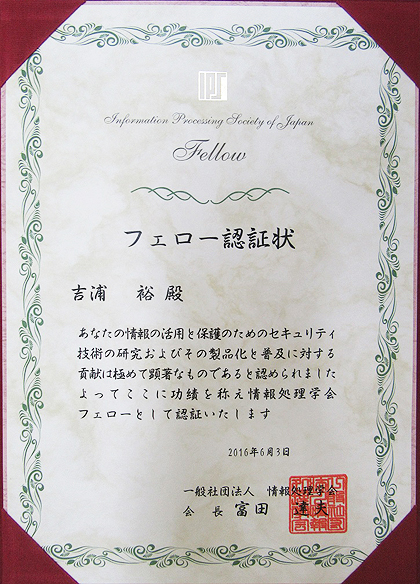 Information Processing Society of Japan
Fellow
フェロー認証状
吉浦 裕 殿
あなたの情報の活用と保護のためのセキュリティ
技術の研究およびその製品化と普及に対する
貢献は極めて顕著なものであると認められました
よってここに功績を称え情報処理学会
フェローとして認証いたします
2016年6月3日
一般社団法人 情報処理学会
会長 富田 達夫